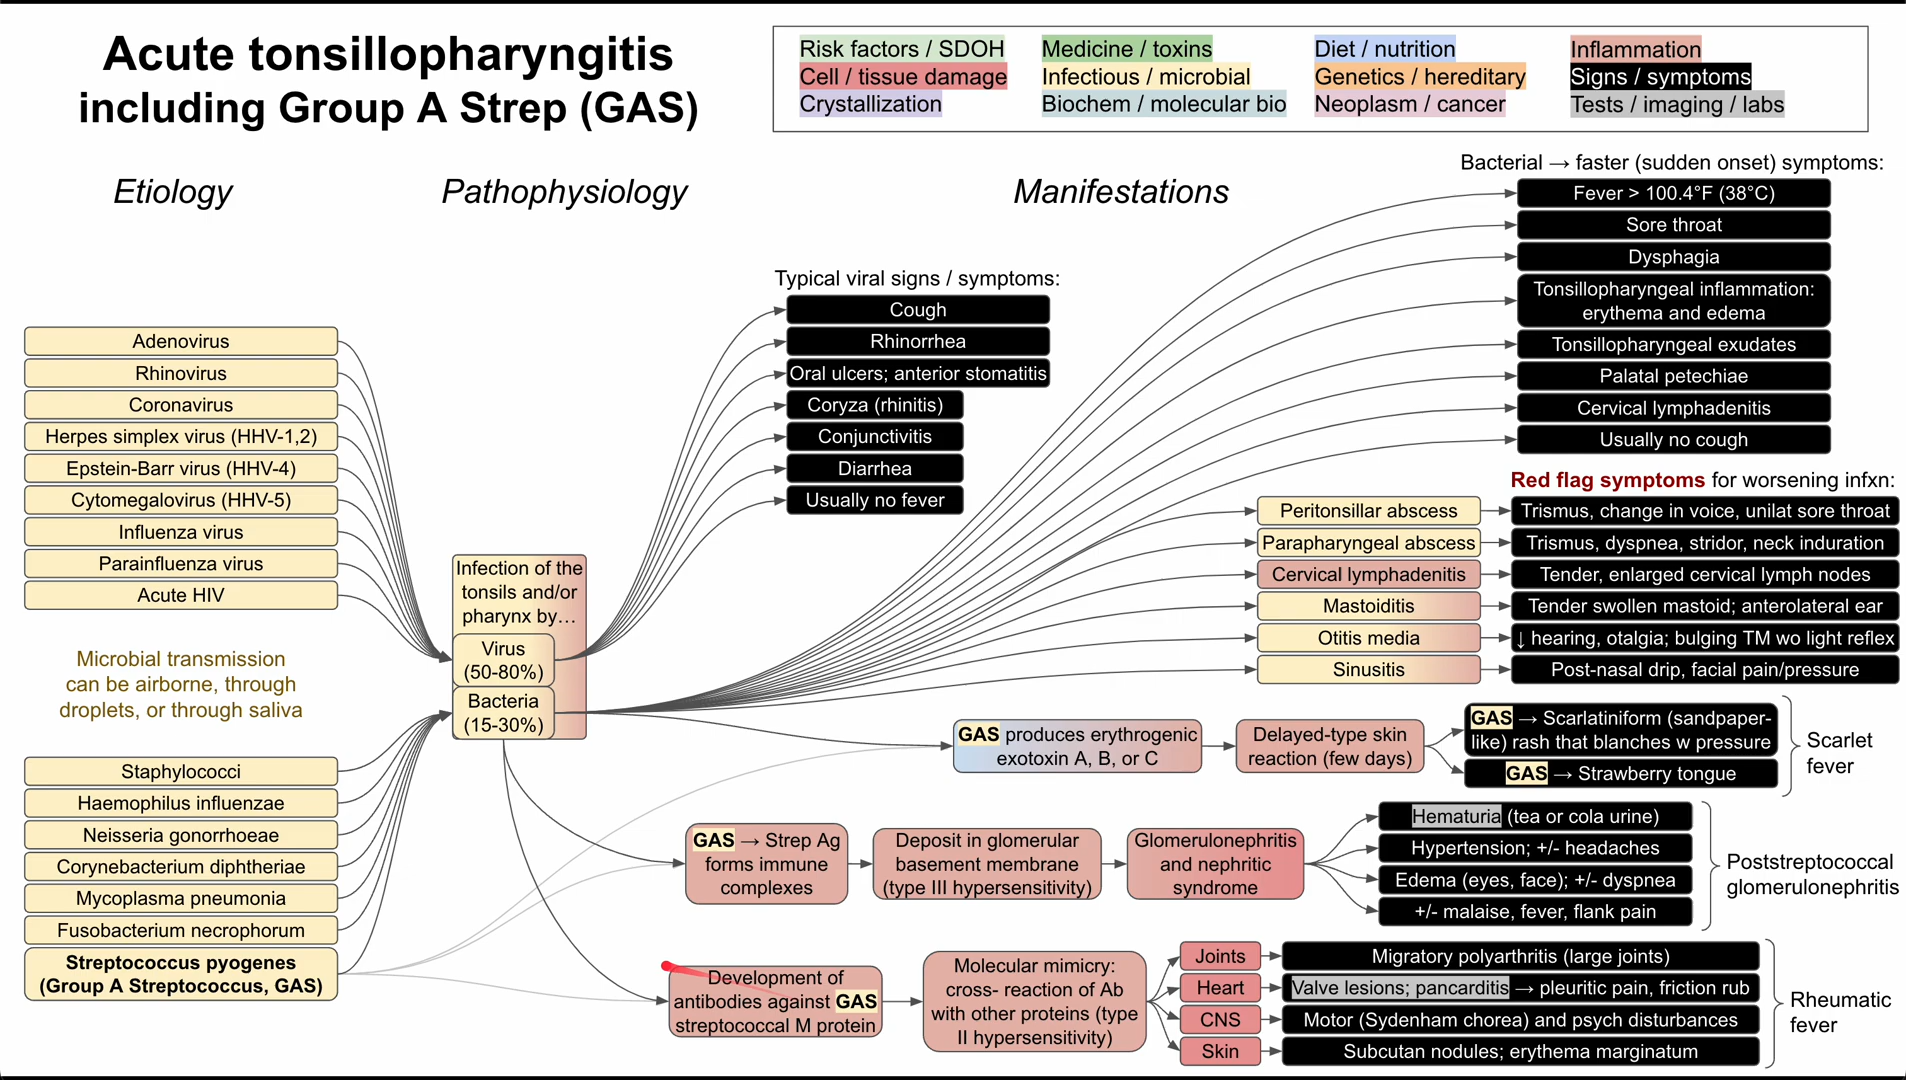 Acute tonsillopharyngitis
including Group A Strep (GAS)
Risk factors / SDOH
Cell / tissue damage
Crystallization
Medicine / toxins
Infectious / microbial
Biochem / molecular bio
Diet / nutrition
Genetics / hereditary
Neoplasm / cancer
Inflammation
Signs / symptoms
Tests / imaging / labs
Etiology
Pathophysiology
Manifestations
Adenovirus
Rhinovirus
Coronavirus
Herpes simplex virus (HHV-1,2)
Epstein-Barr virus (HHV-4)
Cytomegalovirus (HHV-5)
Influenza virus
Parainfluenza virus
Acute HIV
Microbial transmission
can be airborne, through
droplets, or through saliva
Staphylococci
Haemophilus influenzae
Neisseria gonorrhoeae
Corynebacterium diphtheriae
Mycoplasma pneumonia
Fusobacterium necrophorum
Streptococcus pyogenes
(Group A Streptococcus, GAS)
Infection of the
tonsils and/or
pharynx by…
Virus
(50-80%)
Bacteria
(15-30%)
Typical viral signs / symptoms:
Cough
Rhinorrhea
Oral ulcers; anterior stomatitis
Coryza (rhinitis)
Conjunctivitis
Diarrhea
Usually no fever
Bacterial → faster (sudden onset) symptoms:
Fever > 100.4°F (38°C)
Sore throat
Dysphagia
Tonsillopharyngeal inflammation:
erythema and edema
Tonsillopharyngeal exudates
Palatal petechiae
Cervical lymphadenitis
Usually no cough
Red flag symptoms for worsening infxn:
Peritonsillar abscess
Trismus, change in voice, unilat sore throat
Parapharyngeal abscess
Trismus, dyspnea, stridor, neck induration
Cervical lymphadenitis
Tender, enlarged cervical lymph nodes
Mastoiditis
Tender swollen mastoid; anterolateral ear
Otitis media
↓ hearing, otalgia; bulging TM wo light reflex
Sinusitis
Post-nasal drip, facial pain/pressure
GAS produces erythrogenic
exotoxin A, B, or C
Delayed-type skin
reaction (few days)
GAS → Scarlatiniform (sandpaper-
like) rash that blanches w pressure
GAS → Strawberry tongue
Scarlet
fever
GAS → Strep Ag
forms immune
complexes
Deposit in glomerular
basement membrane
(type III hypersensitivity)
Glomerulonephritis
and nephritic
syndrome
Hematuria (tea or cola urine)
Hypertension; +/- headaches
Edema (eyes, face); +/- dyspnea
+/- malaise, fever, flank pain
Poststreptococcal
glomerulonephritis
Development of
antibodies against GAS
streptococcal M protein
Molecular mimicry:
cross- reaction of Ab
with other proteins (type
II hypersensitivity)
Joints
Migratory polyarthritis (large joints)
Heart
Valve lesions; pancarditis → pleuritic pain, friction rub
CNS
Motor (Sydenham chorea) and psych disturbances
Skin
Subcutan nodules; erythema marginatum
Rheumatic
fever